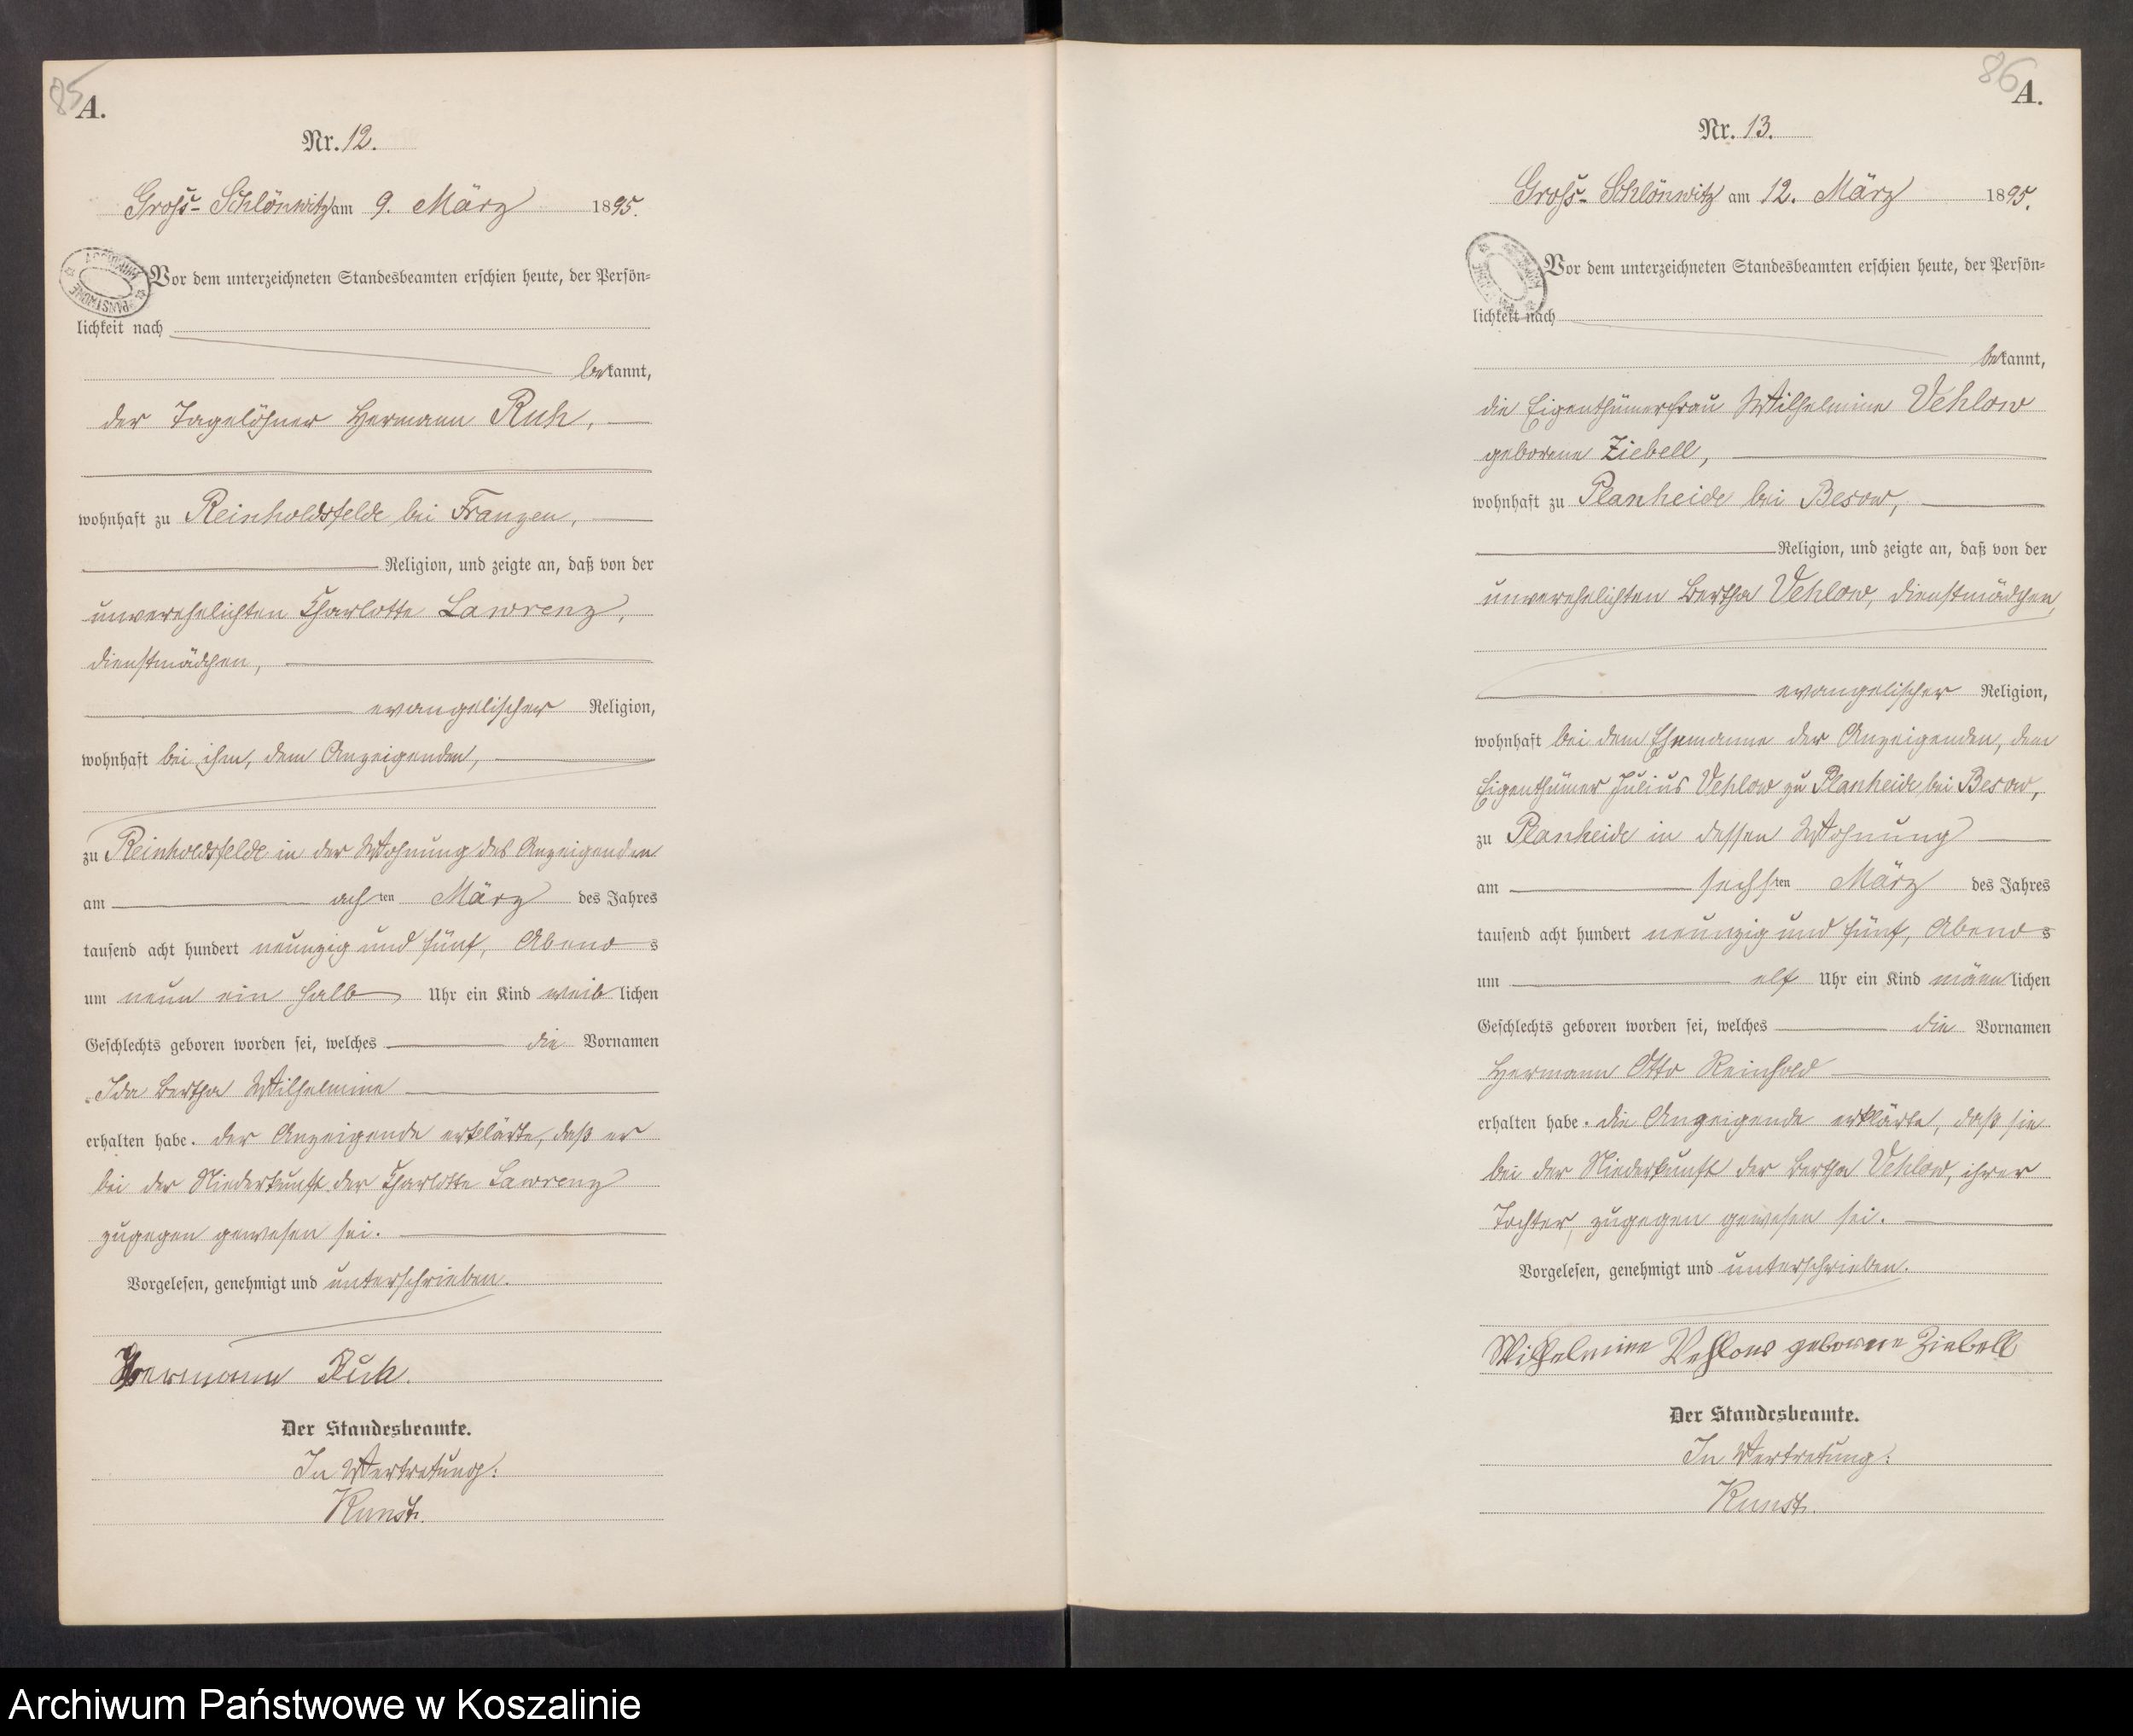 85
A.
Nr. 12.
Gross-Schlönwitz am 9. März 1895.
Vor dem unterzeichneten Standesbeamten erschien heute, der Persön=
lichkeit nach
bekannt,
der Tagelöhner Hermann Ruh,
wohnhaft zu Reinholdsfelde bei Franzen,
Religion, und zeigte an, daß von der
unverehelichten Charlotte Lawrenz,
Dienstmädchen,
evangelischer Religion,
wohnhaft bei ihm, dem Anzeigenden,
zu Reinholdsfelde in der Wohnung des Anzeigenden
am achten März des Jahres
tausend acht hundert neunzig und fünf, Abends
um neun ein halb Uhr ein Kind weiblichen
Geschlechts geboren worden sei, welches die Vornamen
Ida Bertha Wilhelmine
erhalten habe. Der Anzeigende erklärte, daß er
bei der Niederkunft der Charlotte Lawrenz
zugegen gewesen sei.
Vorgelesen, genehmigt und unterschrieben.
Hermann Ruh.
Der Standesbeamte.
In Vertretung:
Kunst.
86
A.
Nr. 13.
Gross-Schlönwitz am 12. März 1895.
Vor dem unterzeichneten Standesbeamten erschien heute, der Persön=
lichkeit nach
bekannt,
die Eigenthümerfrau Wilhelmine Vehlow
geborene Ziebell,
wohnhaft zu Planheide bei Besow,
Religion, und zeigte an, daß von der
unverehelichten Bertha Vehlow, Dienstmädchen,
evangelischer Religion,
wohnhaft bei dem Ehemanne der Anzeigenden, dem
Eigenthümer Julius Vehlow zu Planheide bei Besow,
zu Planheide in dessen Wohnung
am sechsten März des Jahres
tausend acht hundert neunzig und fünf, Abends
um elf Uhr ein Kind männlichen
Geschlechts geboren worden sei, welches die Vornamen
Hermann Otto Reinhold
erhalten habe. Die Anzeigende erklärte, daß sie
bei der Niederkunft der Bertha Vehlow, ihrer
Tochter, zugegen gewesen sei.
Vorgelesen, genehmigt und unterschrieben.
Wilhelmine Vehlow geborne Ziebell
Der Standesbeamte.
In Vertretung:
Kunst.
Archiwum Państwowe w Koszalinie